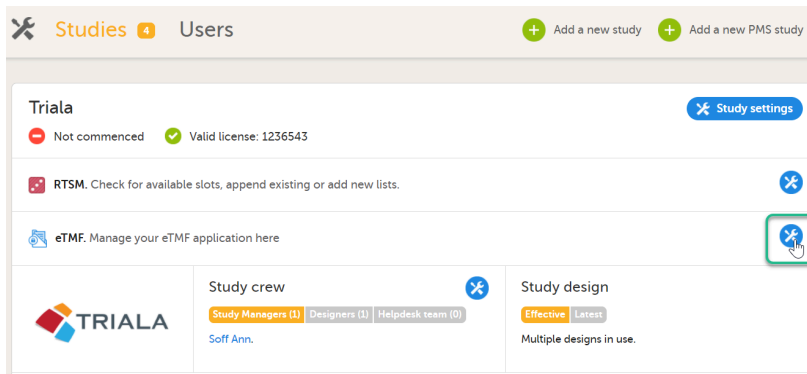 Studies 4 Users Add a new study Add a new PMS study
Triala Study settings
Not commenced Valid license: 1236543
RTSM. Check for available slots, append existing or add new lists.
eTMF. Manage your eTMF application here
Study crew
Study Managers (1) Designers (1) Helpdesk team (0)
Soff Ann.
Study design
Effective Latest
Multiple designs in use.
TRIALA